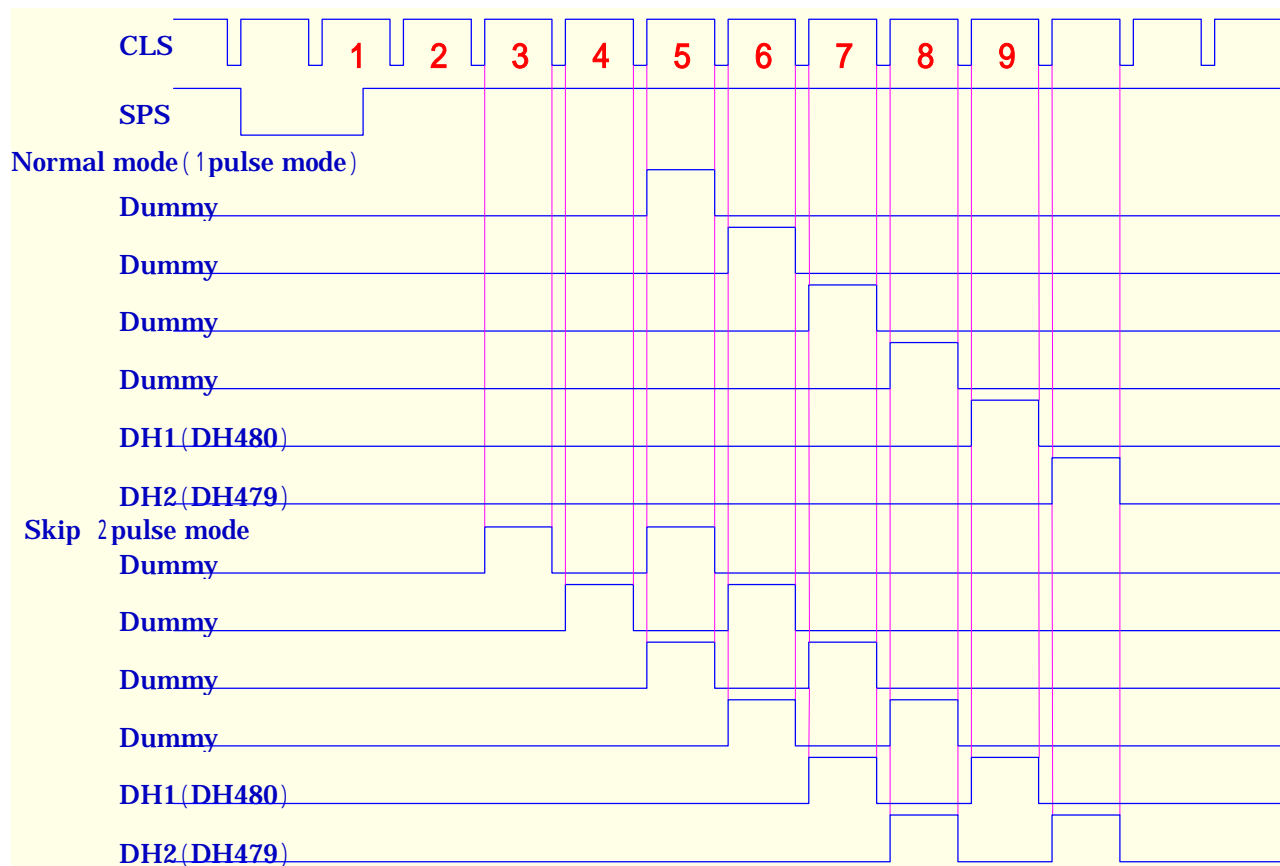 CLS 1 2 3 4 5 6 7 8 9
SPS
Normal mode(1pulse mode)
Dummy
Dummy
Dummy
Dummy
DH1(DH480)
DH2(DH479)
Skip 2pulse mode
Dummy
Dummy
Dummy
Dummy
DH1(DH480)
DH2(DH479)